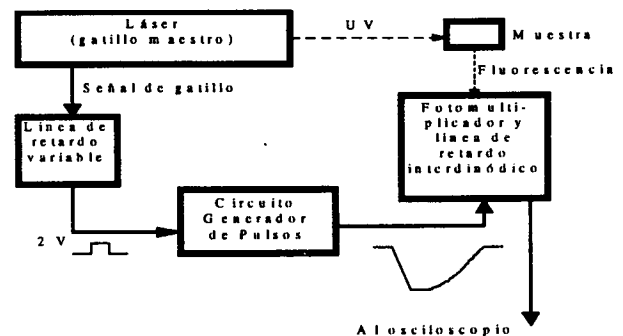 Láser
(gatillo maestro)
UV
Muestra
Señal de gatillo
Fluorescencia
Línea de
retardo
variable
Fotomulti-
plicador y
línea de
retardo
interdinódico
Circuito
Generador
de Pulsos
2 V
Al osciloscopio